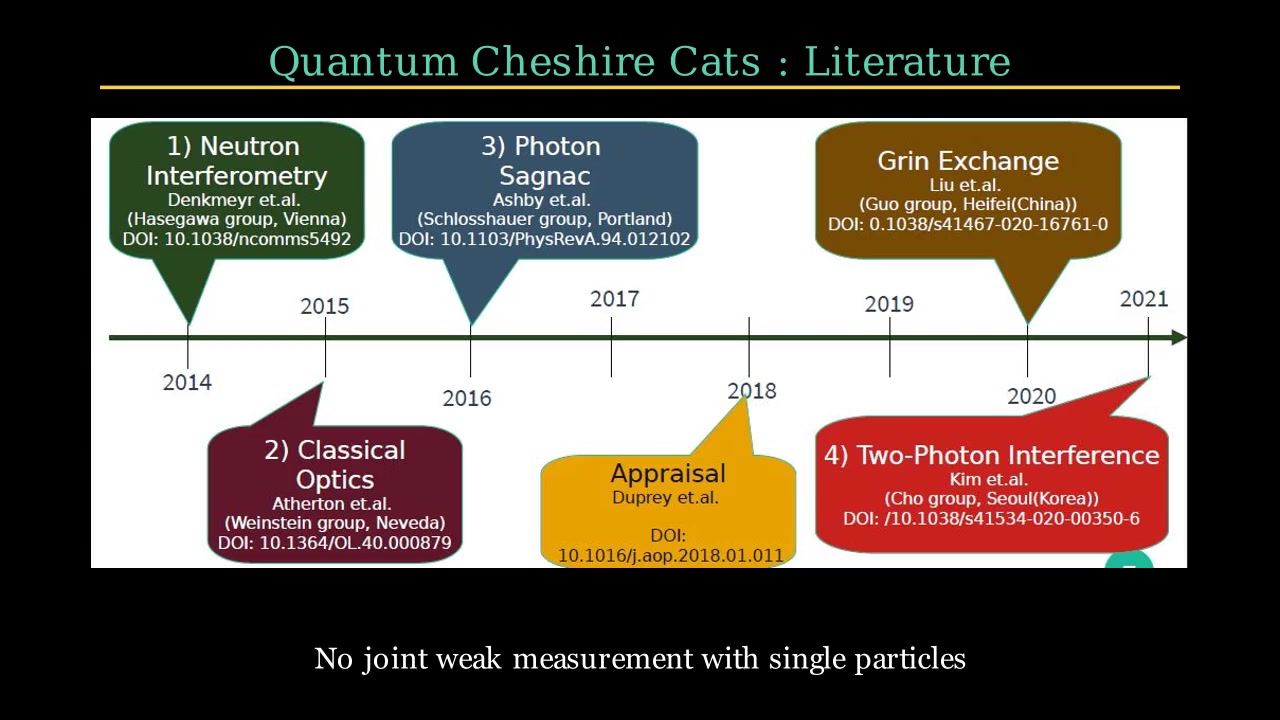 Quantum Cheshire Cats : Literature
1) Neutron
Interferometry
Denkmeyr et.al.
(Hasegawa group, Vienna)
DOI: 10.1038/ncomms5492
3) Photon
Sagnac
Ashby et.al.
(Schlosshauer group, Portland)
DOI: 10.1103/PhysRevA.94.012102
Grin Exchange
Liu et.al.
(Guo group, Heifei(China))
DOI: 0.1038/s41467-020-16761-0
2015
2017
2019
2021
2014
2016
2018
2020
2) Classical
Optics
Atherton et.al.
(Weinstein group, Neveda)
DOI: 10.1364/OL.40.000879
Appraisal
Duprey et.al.
DOI:
10.1016/j.aop.2018.01.011
4) Two-Photon Interference
Kim et.al.
(Cho group, Seoul(Korea))
DOI: /10.1038/s41534-020-00350-6
No joint weak measurement with single particles